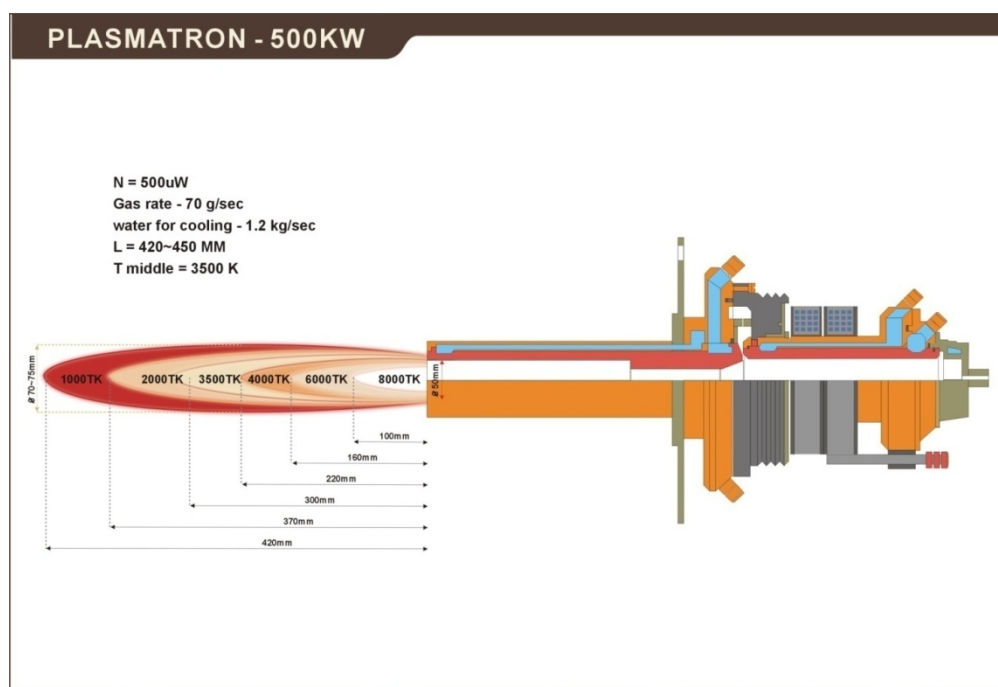 PLASMATRON - 500KW
N = 500uW
Gas rate - 70 g/sec
water for cooling - 1.2 kg/sec
L = 420~450 MM
T middle = 3500 K
ø 70~75mm
1000TK 2000TK 3500TK 4000TK 6000TK 8000TK
ø 50mm
100mm
160mm
220mm
300mm
370mm
420mm